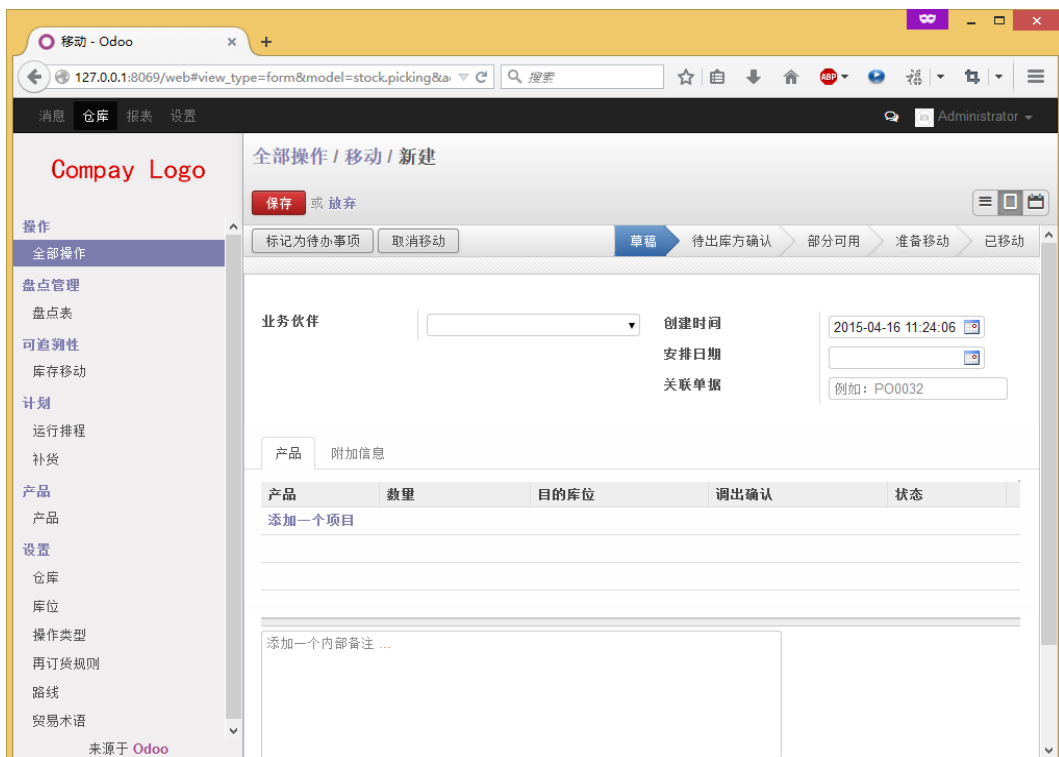 移动 - Odoo
127.0.0.1:8069/web#view_type=form&model=stock.picking&a
搜索
ABP
消息 仓库 报表 设置
Administrator
Compay Logo
全部操作 / 移动 / 新建
保存 或 放弃
标记为待办事项 取消移动
草稿 待出库方确认 部分可用 准备移动 已移动
操作
全部操作
盘点管理
盘点表
可追溯性
库存移动
计划
运行排程
补货
产品
产品
设置
仓库
库位
操作类型
再订货规则
路线
贸易术语
来源于 Odoo
业务伙伴
创建时间 2015-04-16 11:24:06
安排日期
关联单据 例如：PO0032
产品 附加信息
产品 数量 目的库位 调出确认 状态
添加一个项目
添加一个内部备注 ...